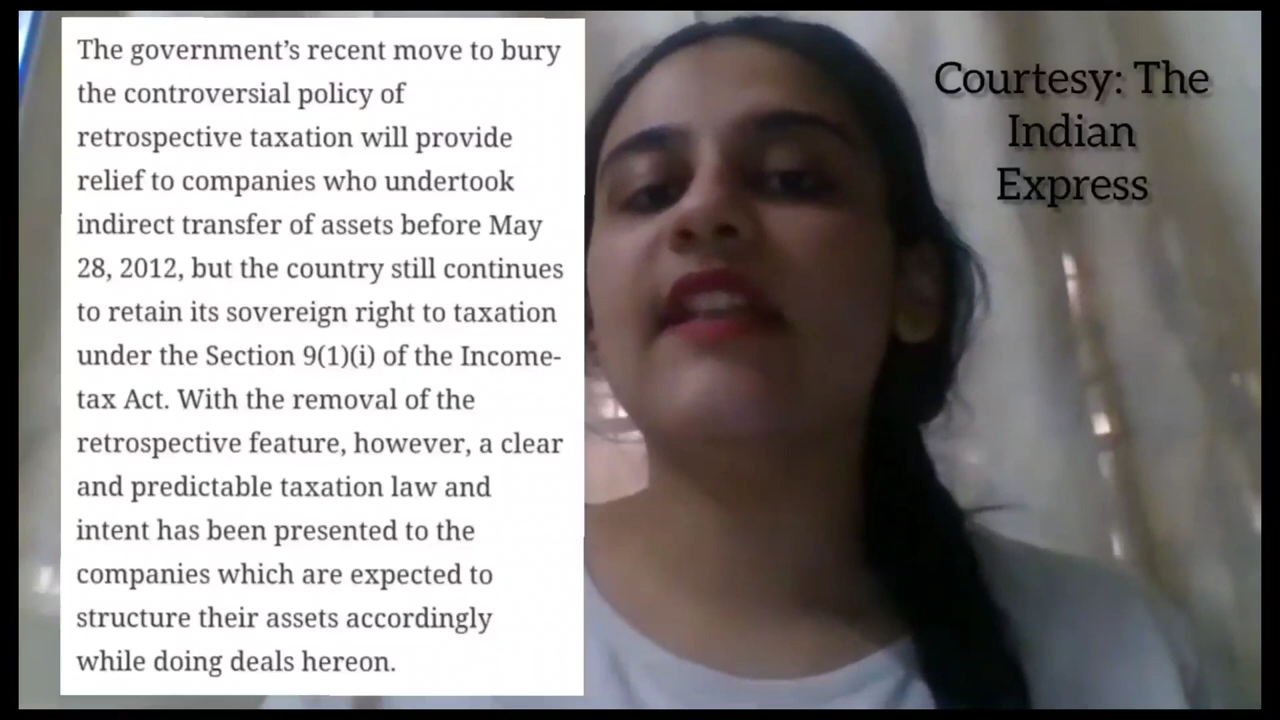 The government’s recent move to bury
the controversial policy of
retrospective taxation will provide
relief to companies who undertook
indirect transfer of assets before May
28, 2012, but the country still continues
to retain its sovereign right to taxation
under the Section 9(1)(i) of the Income-
tax Act. With the removal of the
retrospective feature, however, a clear
and predictable taxation law and
intent has been presented to the
companies which are expected to
structure their assets accordingly
while doing deals hereon.
Courtesy: The
Indian
Express